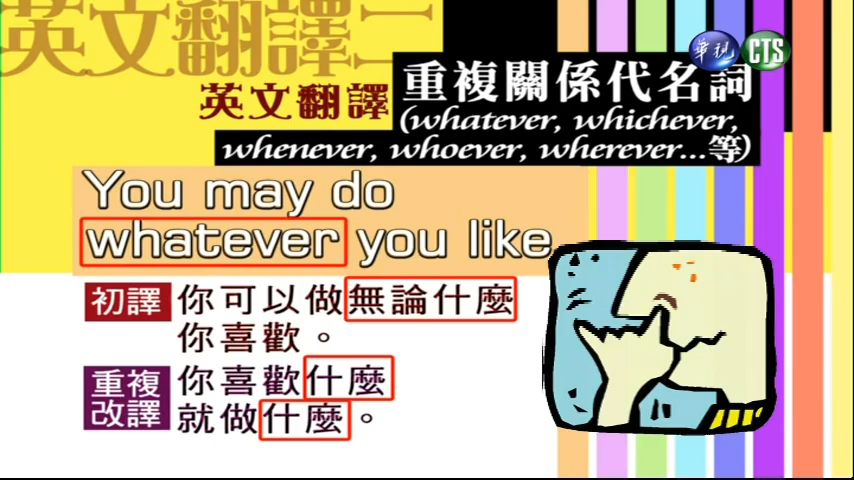 英文翻譯二
華視 CTS
英文翻譯
重複關係代名詞
(whatever, whichever,
whenever, whoever, wherever...等)
You may do
whatever you like
初譯 你可以做無論什麼
你喜歡。
重複改譯 你喜歡什麼
就做什麼。